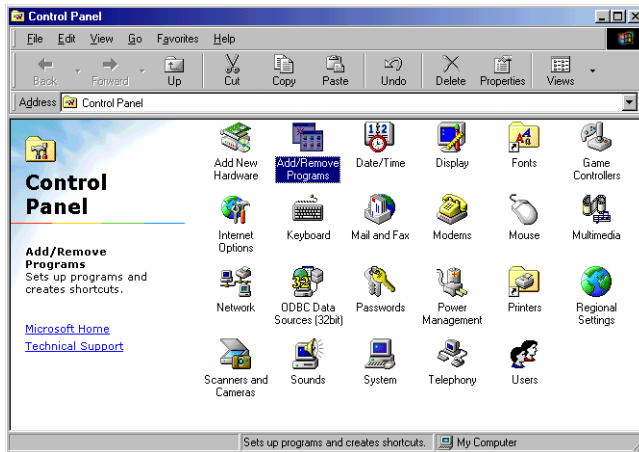 Control Panel
File Edit View Go Favorites Help
Back Forward Up Cut Copy Paste Undo Delete Properties Views
Address Control Panel
Control
Panel
Add/Remove
Programs
Sets up programs and
creates shortcuts.
Microsoft Home
Technical Support
Add New
Hardware
Add/Remove
Programs
Date/Time
Display
Fonts
Game
Controllers
Internet
Options
Keyboard
Mail and Fax
Modems
Mouse
Multimedia
Network
ODBC Data
Sources (32bit)
Passwords
Power
Management
Printers
Regional
Settings
Scanners and
Cameras
Sounds
System
Telephony
Users
Sets up programs and creates shortcuts. My Computer